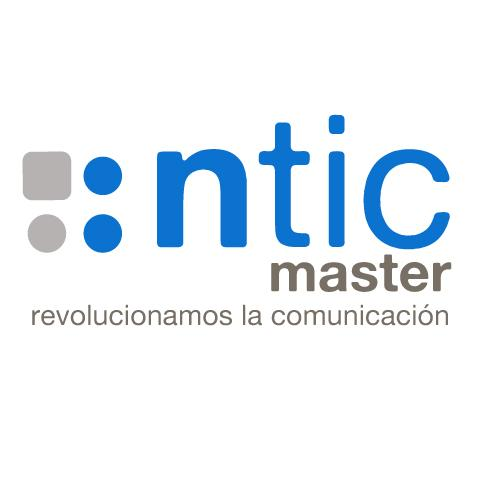 ntic
master
revolucionamos la comunicación